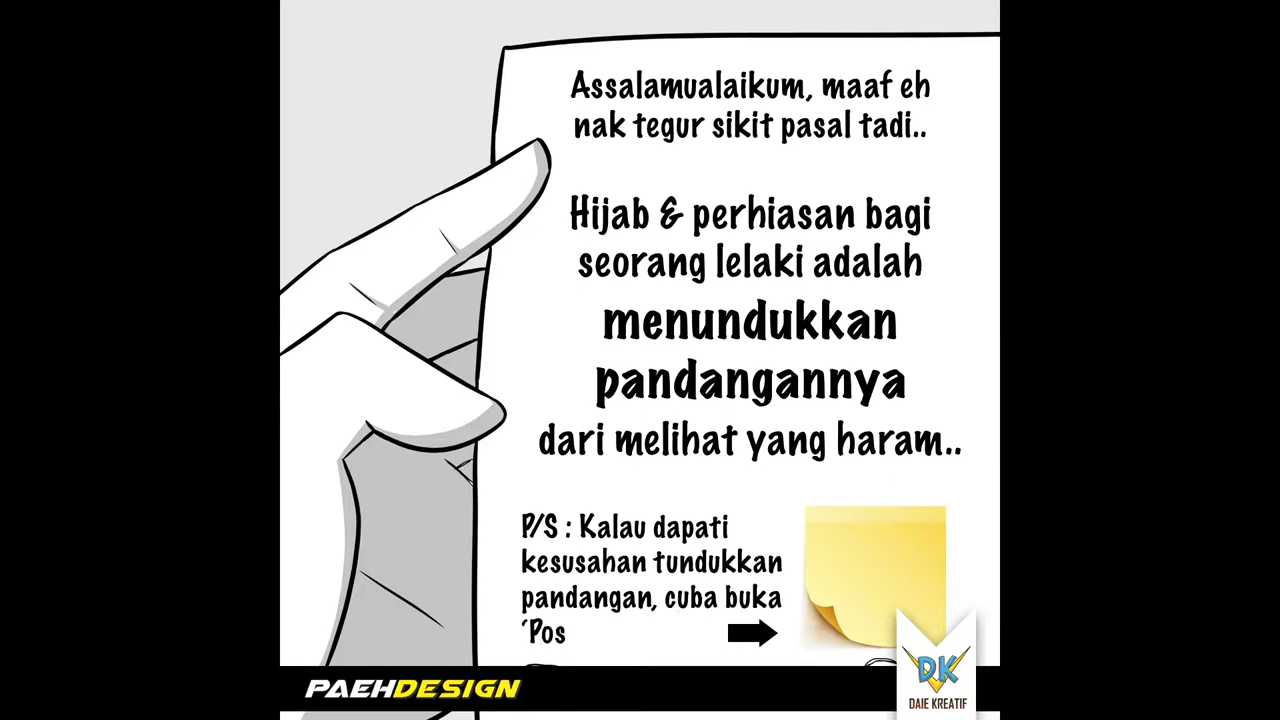 Assalamualaikum, maaf eh
nak tegur sikit pasal tadi..
Hijab & perhiasan bagi
seorang lelaki adalah
menundukkan
pandangannya
dari melihat yang haram..
P/S : Kalau dapati
kesusahan tundukkan
pandangan, cuba buka
‘Pos
PAEHDESIGN
DK
DAIE KREATIF